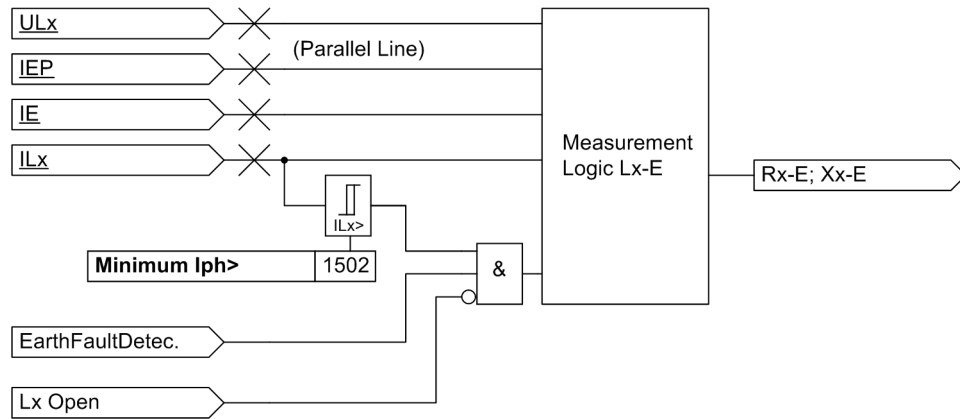 ULx
(Parallel Line)
IEP
IE
ILx
Measurement
Logic Lx-E
Rx-E; Xx-E
ILx>
Minimum Iph>
1502
&
EarthFaultDetec.
Lx Open